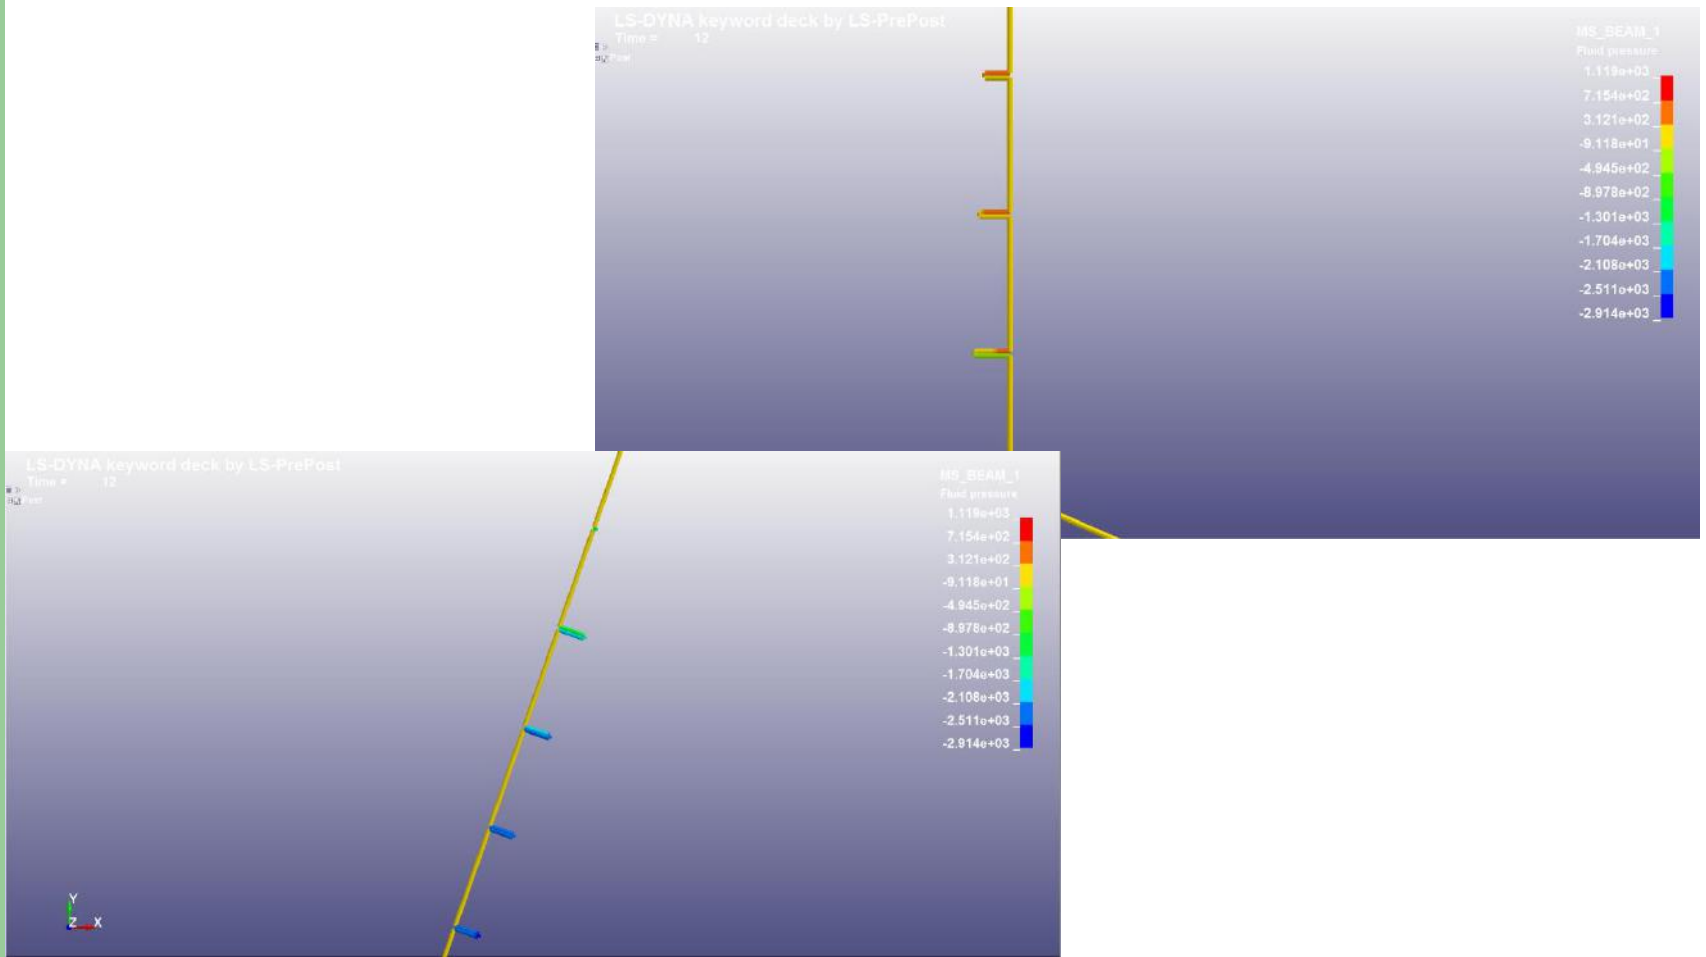 LS-DYNA keyword deck by LS-PrePost
Time = 12
Post
MS_BEAM_1
Fluid pressure
1.119e+03
7.154e+02
3.121e+02
-9.118e+01
-4.945e+02
-8.978e+02
-1.301e+03
-1.704e+03
-2.108e+03
-2.511e+03
-2.914e+03
LS-DYNA keyword deck by LS-PrePost
Time = 12
Post
MS_BEAM_1
Fluid pressure
1.119e+03
7.154e+02
3.121e+02
-9.118e+01
-4.945e+02
-8.978e+02
-1.301e+03
-1.704e+03
-2.108e+03
-2.511e+03
-2.914e+03
Y
Z X